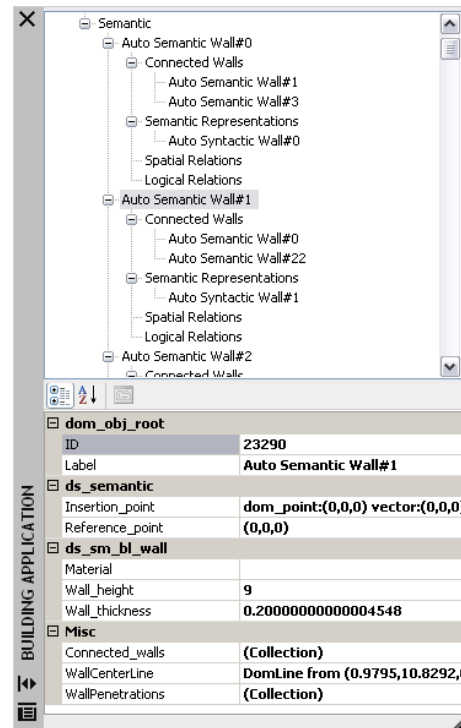 Semantic
Auto Semantic Wall#0
Connected Walls
Auto Semantic Wall#1
Auto Semantic Wall#3
Semantic Representations
Auto Syntactic Wall#0
Spatial Relations
Logical Relations
Auto Semantic Wall#1
Connected Walls
Auto Semantic Wall#0
Auto Semantic Wall#22
Semantic Representations
Auto Syntactic Wall#1
Spatial Relations
Logical Relations
Auto Semantic Wall#2
Connected Walls
A Z
dom_obj_root
ID 23290
Label Auto Semantic Wall#1
ds_semantic
Insertion_point dom_point:(0,0,0) vector:(0,0,0)
Reference_point (0,0,0)
ds_sm_bl_wall
Material
Wall_height 9
Wall_thickness 0.20000000000004548
Misc
Connected_walls (Collection)
WallCenterLine DomLine from (0.9795,10.8292,
WallPenetrations (Collection)
BUILDING APPLICATION